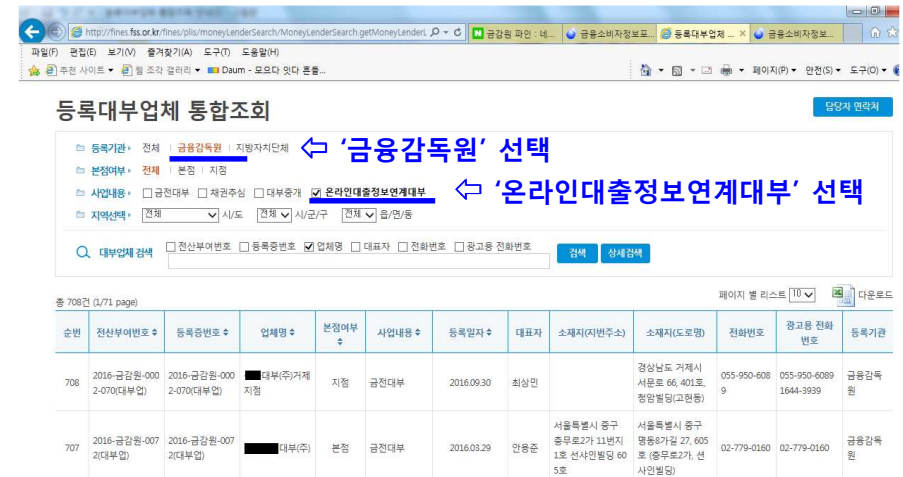 http://fines.fss.or.kr/fines/plis/moneyLenderSearch/MoneyLenderSearch.getMoneyLenderL
금감원 파인 : 네...
금융소비자정보포...
등록대부업체 ...
금융소비자정보...
파일(F) 편집(E) 보기(V) 즐겨찾기(A) 도구(T) 도움말(H)
추천 사이트 웹 조각 갤러리 Daum - 모으다 잇다 흔들...
페이지(P) 안전(S) 도구(O)
등록대부업체 통합조회
담당자 연락처
등록기관 전체 금융감독원 지방자치단체
'금융감독원' 선택
본점여부 전체 본점 지점
사업내용 금전대부 채권추심 대부중개 온라인대출정보연계대부
'온라인대출정보연계대부' 선택
지역선택 전체 시/도 전체 시/군/구 전체 읍/면/동
대부업체 검색 전산부여번호 등록증번호 업체명 대표자 전화번호 광고용 전화번호
검색 상세검색
총 708건 (1/71 page)
페이지 별 리스트 10 다운로드
순번 전산부여번호 등록증번호 업체명 본점여부 사업내용 등록일자 대표자 소재지(지번주소) 소재지(도로명) 전화번호 광고용 전화번호 등록기관
708 2016-금감원-0002-070(대부업) 2016-금감원-0002-070(대부업) 대부(주)거제지점 지점 금전대부 2016.09.30 최상민 경상남도 거제시 서문로 66, 401호, 청암빌딩(고현동) 055-950-6089 055-950-6089 1644-3939 금융감독원
707 2016-금감원-0072(대부업) 2016-금감원-0072(대부업) 대부(주) 본점 금전대부 2016.03.29 안용준 서울특별시 중구 충무로2가 11번지 1호 선샤인빌딩 605호 서울특별시 중구 명동8가길 27, 605호 (충무로2가, 선샤인빌딩) 02-779-0160 02-779-0160 금융감독원